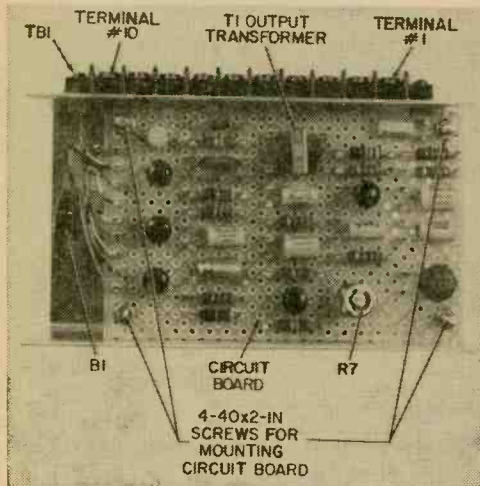 TERMINAL
TB1 #10
T1 OUTPUT
TRANSFORMER
TERMINAL
#1
B1
CIRCUIT
BOARD
R7
4-40x2-IN
SCREWS FOR
MOUNTING
CIRCUIT BOARD